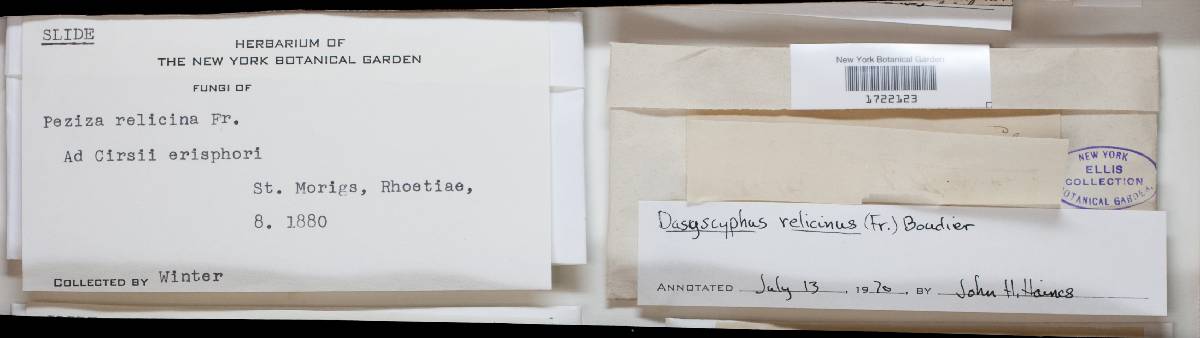 SLIDE
HERBARIUM OF
THE NEW YORK BOTANICAL GARDEN
FUNGI OF
Peziza relicina Fr.
Ad Cirsii erisphori
St. Morigs, Rhoetiae,
8. 1880
COLLECTED BY Winter
New York Botanical Garden
1722123
NEW YORK
ELLIS
COLLECTION
BOTANICAL GARDEN.
Dasyscyphus relicinus (Fr.) Boudier
ANNOTATED July 13, 1970, BY John H. Haines